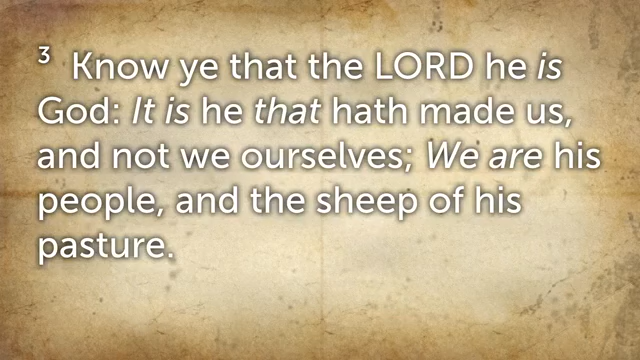 3 Know ye that the LORD he is
God: It is he that hath made us,
and not we ourselves; We are his
people, and the sheep of his
pasture.